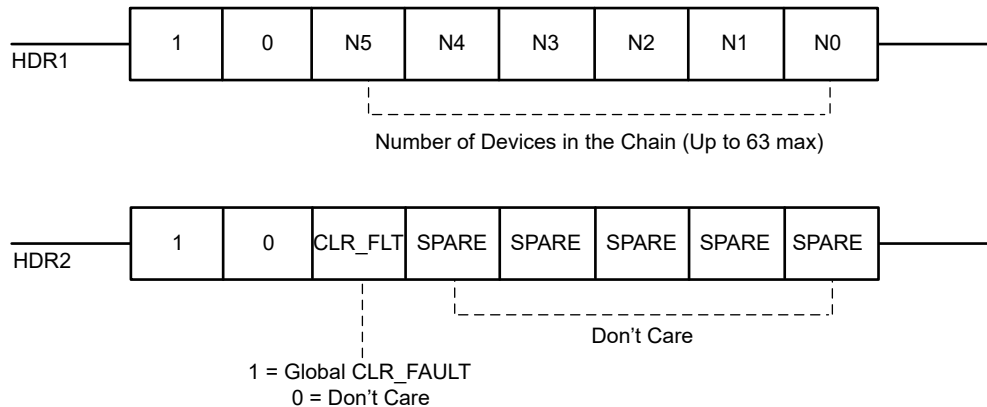 HDR1 1 0 N5 N4 N3 N2 N1 N0
Number of Devices in the Chain (Up to 63 max)
HDR2 1 0 CLR_FLT SPARE SPARE SPARE SPARE SPARE
Don't Care
1 = Global CLR_FAULT
0 = Don't Care